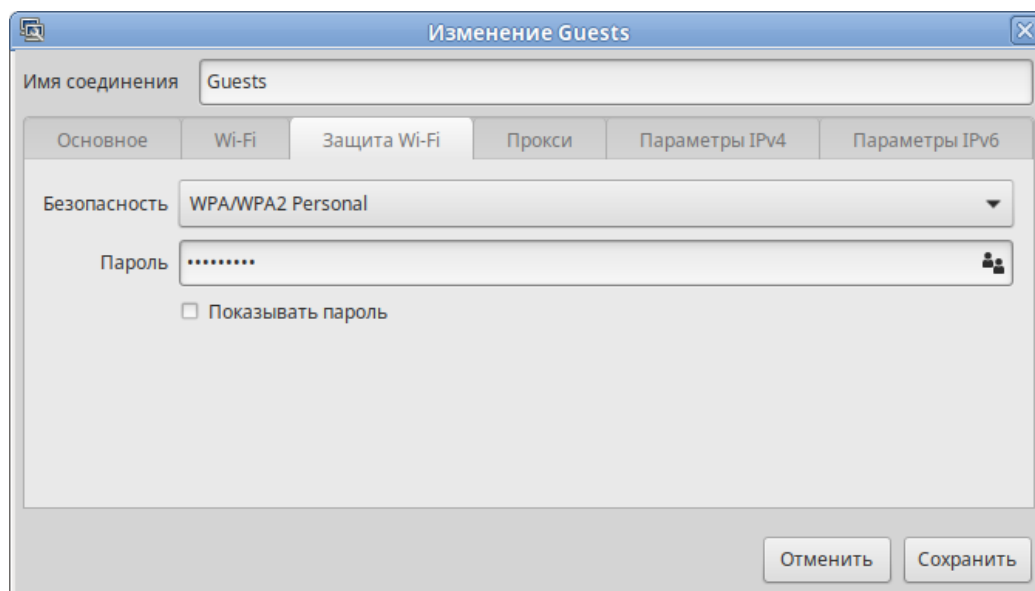 Изменение Guests
Имя соединения Guests
Основное Wi-Fi Защита Wi-Fi Прокси Параметры IPv4 Параметры IPv6
Безопасность WPA/WPA2 Personal
Пароль •••••••••
Показывать пароль
Отменить Сохранить